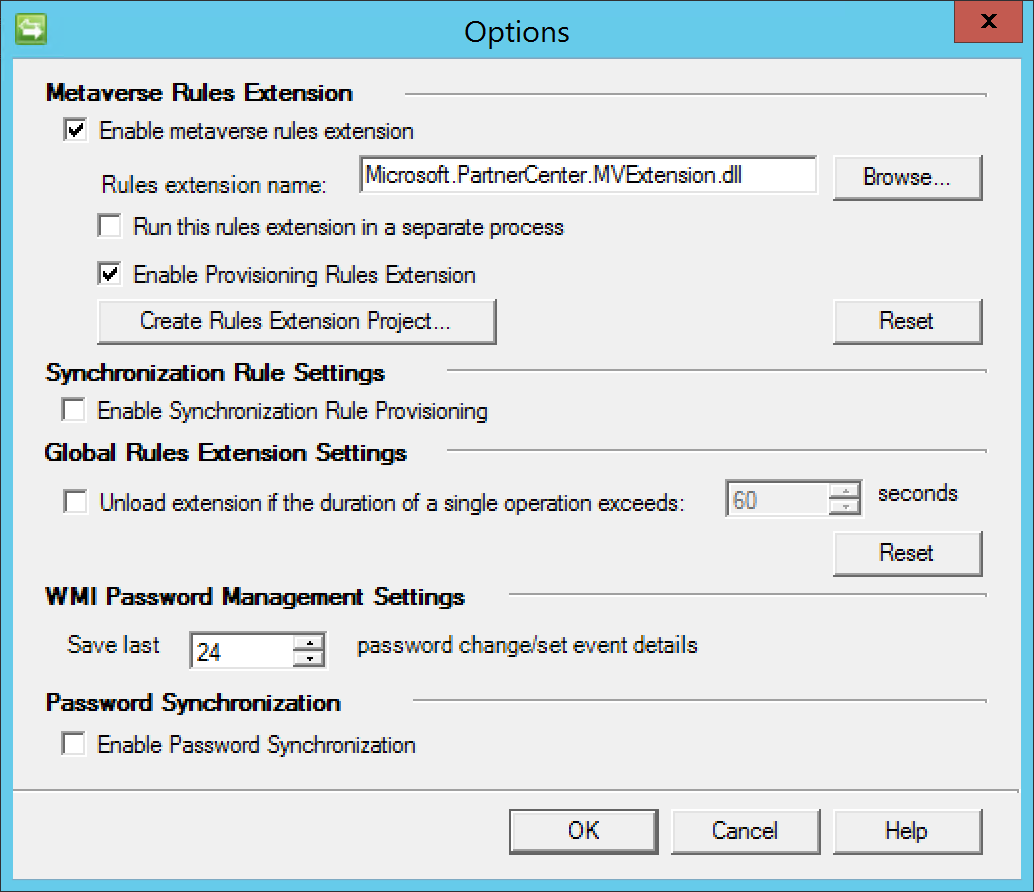 Options
x
Metaverse Rules Extension
Enable metaverse rules extension
Rules extension name: Microsoft.PartnerCenter.MVExtension.dll Browse...
Run this rules extension in a separate process
Enable Provisioning Rules Extension
Create Rules Extension Project... Reset
Synchronization Rule Settings
Enable Synchronization Rule Provisioning
Global Rules Extension Settings
Unload extension if the duration of a single operation exceeds: 60 seconds
Reset
WMI Password Management Settings
Save last 24 password change/set event details
Password Synchronization
Enable Password Synchronization
OK Cancel Help